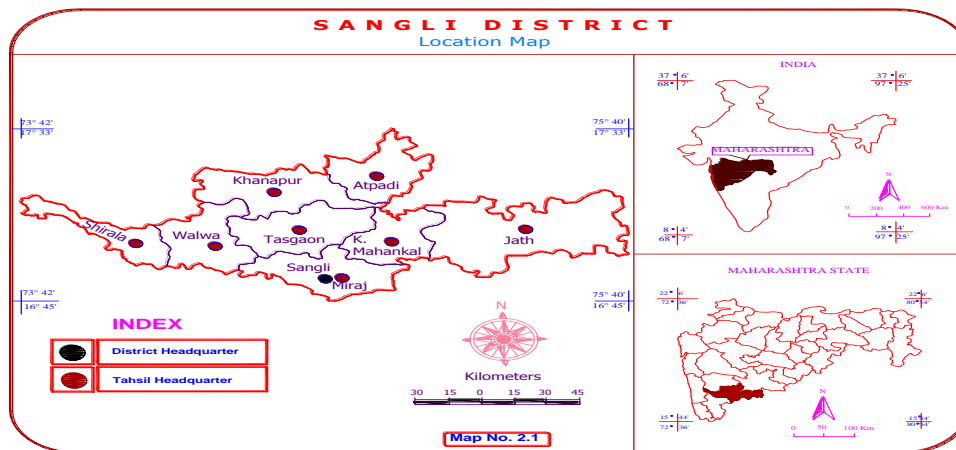 SANGLI DISTRICT
Location Map
73° 42'
17° 33'
75° 40'
17° 33'
Khanapur
Atpadi
Shirala
Walwa
Tasgaon
K.
Mahankal
Jath
Sangli
Miraj
73° 42'
16° 45'
75° 40'
16° 45'
INDEX
District Headquarter
Tahsil Headquarter
N
Kilometers
30 15 0 15 30 45
Map No. 2.1
INDIA
37° 6'
68° 7'
37° 6'
97° 25'
MAHARASHTRA
N
0 200 400 600 Km
8° 4'
68° 7'
8° 4'
97° 25'
MAHARASHTRA STATE
22° 6'
72° 36'
22° 6'
80° 54'
N
0 50 100 Km
15° 44'
72° 36'
15° 44'
80° 54'